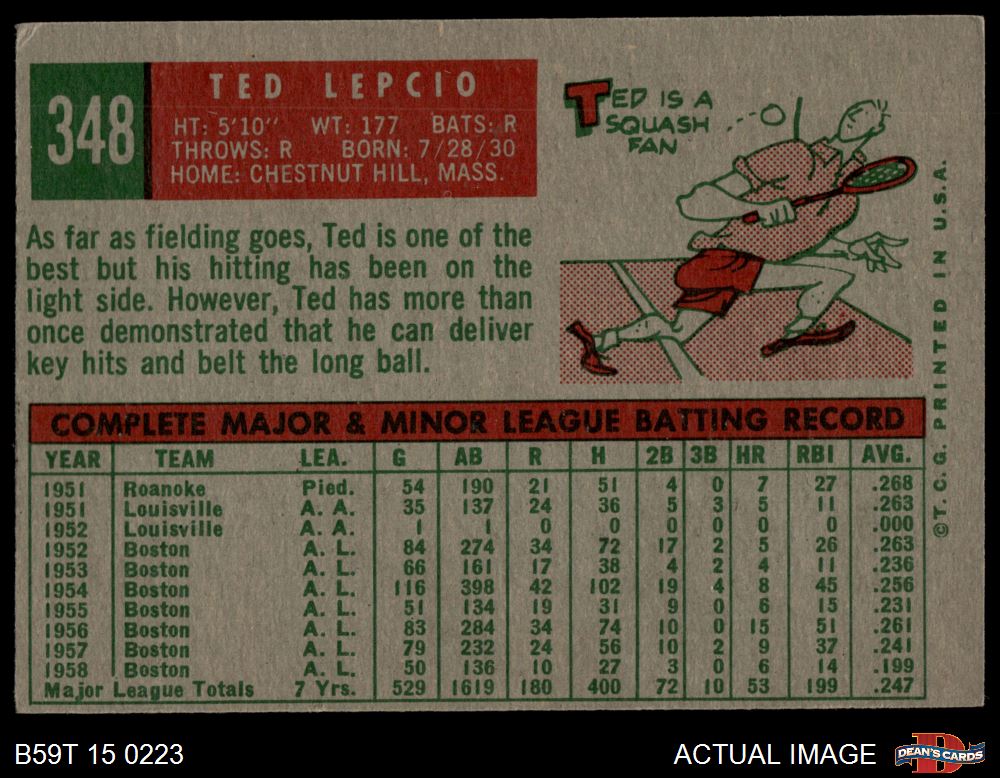 348
TED LEPCIO
HT: 5'10" WT: 177 BATS: R
THROWS: R BORN: 7/28/30
HOME: CHESTNUT HILL, MASS.
TED IS A
SQUASH
FAN
As far as fielding goes, Ted is one of the
best but his hitting has been on the
light side. However, Ted has more than
once demonstrated that he can deliver
key hits and belt the long ball.
COMPLETE MAJOR & MINOR LEAGUE BATTING RECORD
YEAR TEAM LEA. G AB R H 2B 3B HR RBI AVG.
1951 Roanoke Pied. 54 190 21 51 4 0 7 27 .268
1951 Louisville A. A. 35 137 24 36 5 3 5 11 .263
1952 Louisville A. A. 1 1 0 0 0 0 0 0 .000
1952 Boston A. L. 84 274 34 72 17 2 5 26 .263
1953 Boston A. L. 66 161 17 38 4 2 4 11 .236
1954 Boston A. L. 116 398 42 102 19 4 8 45 .256
1955 Boston A. L. 51 134 19 31 9 0 6 15 .231
1956 Boston A. L. 83 284 34 74 10 0 15 51 .261
1957 Boston A. L. 79 232 24 56 10 2 9 37 .241
1958 Boston A. L. 50 136 10 27 3 0 6 14 .199
Major League Totals 7 Yrs. 529 1619 180 400 72 10 53 199 .247
©T. C. G. PRINTED IN U.S.A.
B59T 15 0223
ACTUAL IMAGE
D
DEAN'S CARDS